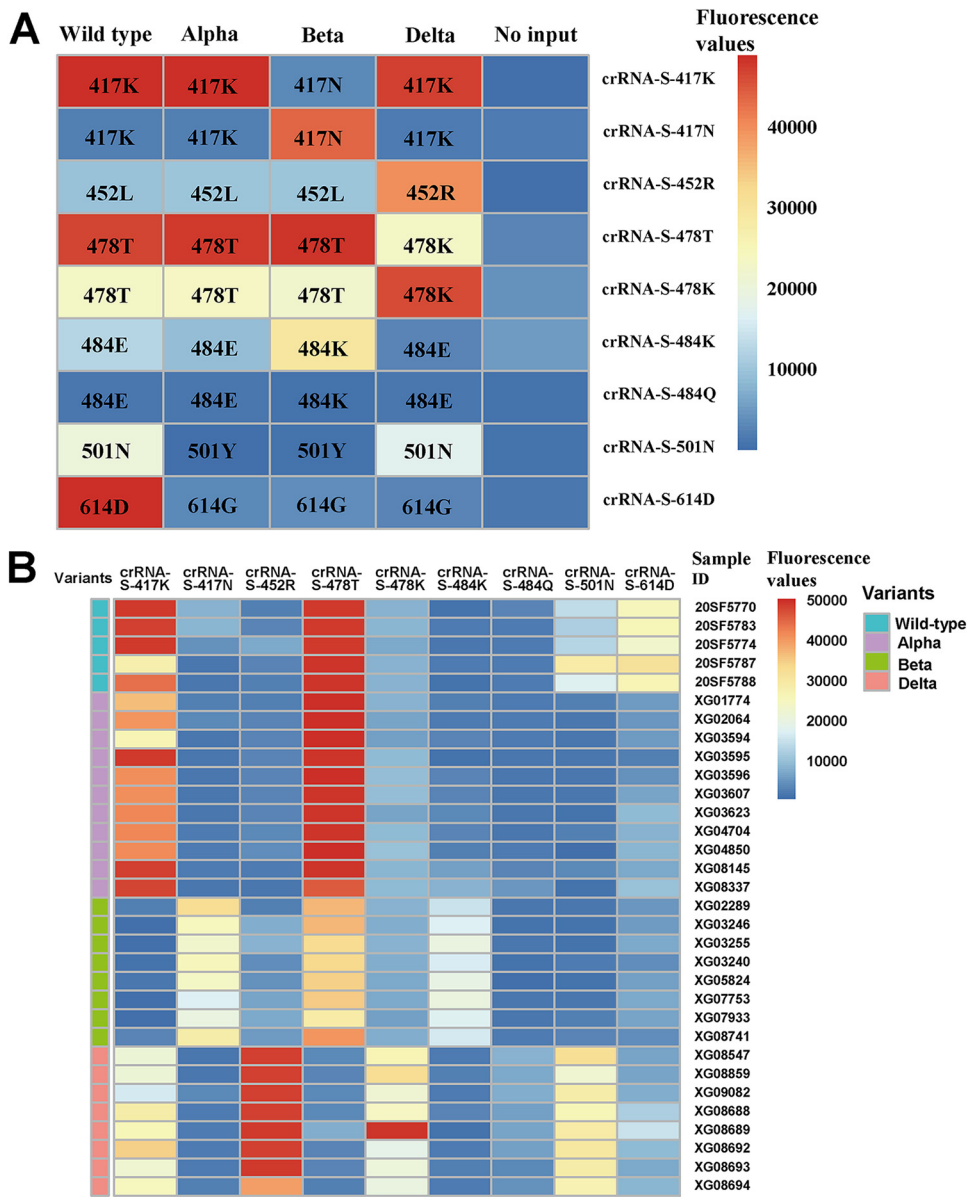 A
Wild type Alpha Beta Delta No input
Fluorescence
values
417K 417K 417N 417K crRNA-S-417K
417K 417K 417N 417K crRNA-S-417N
452L 452L 452L 452R crRNA-S-452R
478T 478T 478T 478K crRNA-S-478T
478T 478T 478T 478K crRNA-S-478K
484E 484E 484K 484E crRNA-S-484K
484E 484E 484K 484E crRNA-S-484Q
501N 501Y 501Y 501N crRNA-S-501N
614D 614G 614G 614G crRNA-S-614D
40000
30000
20000
10000
B
Variants
crRNA-
S-417K
crRNA-
S-417N
crRNA-
S-452R
crRNA-
S-478T
crRNA-
S-478K
crRNA-
S-484K
crRNA-
S-484Q
crRNA-
S-501N
crRNA-
S-614D
Sample
ID
20SF5770
20SF5783
20SF5774
20SF5787
20SF5788
XG01774
XG02064
XG03594
XG03595
XG03596
XG03607
XG03623
XG04704
XG04850
XG08145
XG08337
XG02289
XG03246
XG03255
XG03240
XG05824
XG07753
XG07933
XG08741
XG08547
XG08859
XG09082
XG08688
XG08689
XG08692
XG08693
XG08694
Fluorescence
values
50000
40000
30000
20000
10000
Variants
Wild-type
Alpha
Beta
Delta